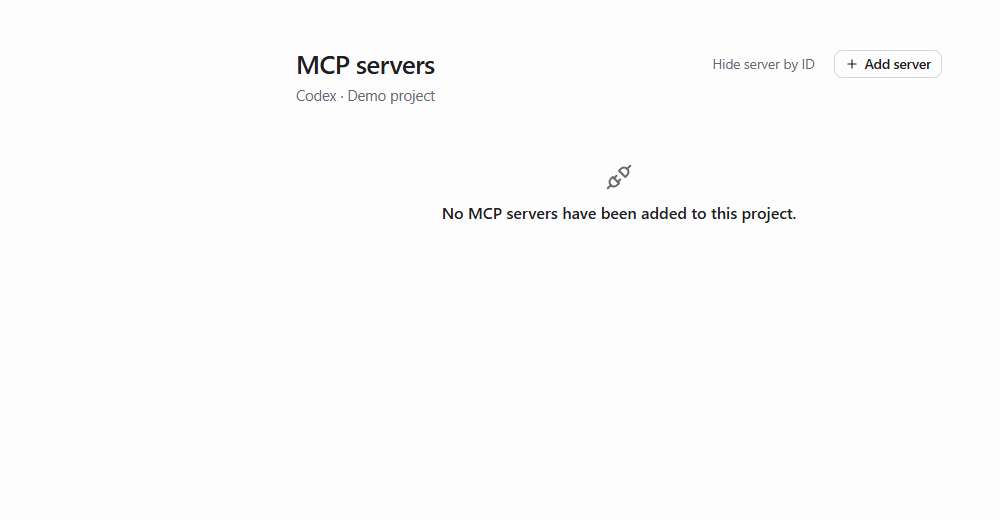 MCP servers
Hide server by ID
Add server
Codex · Demo project
No MCP servers have been added to this project.